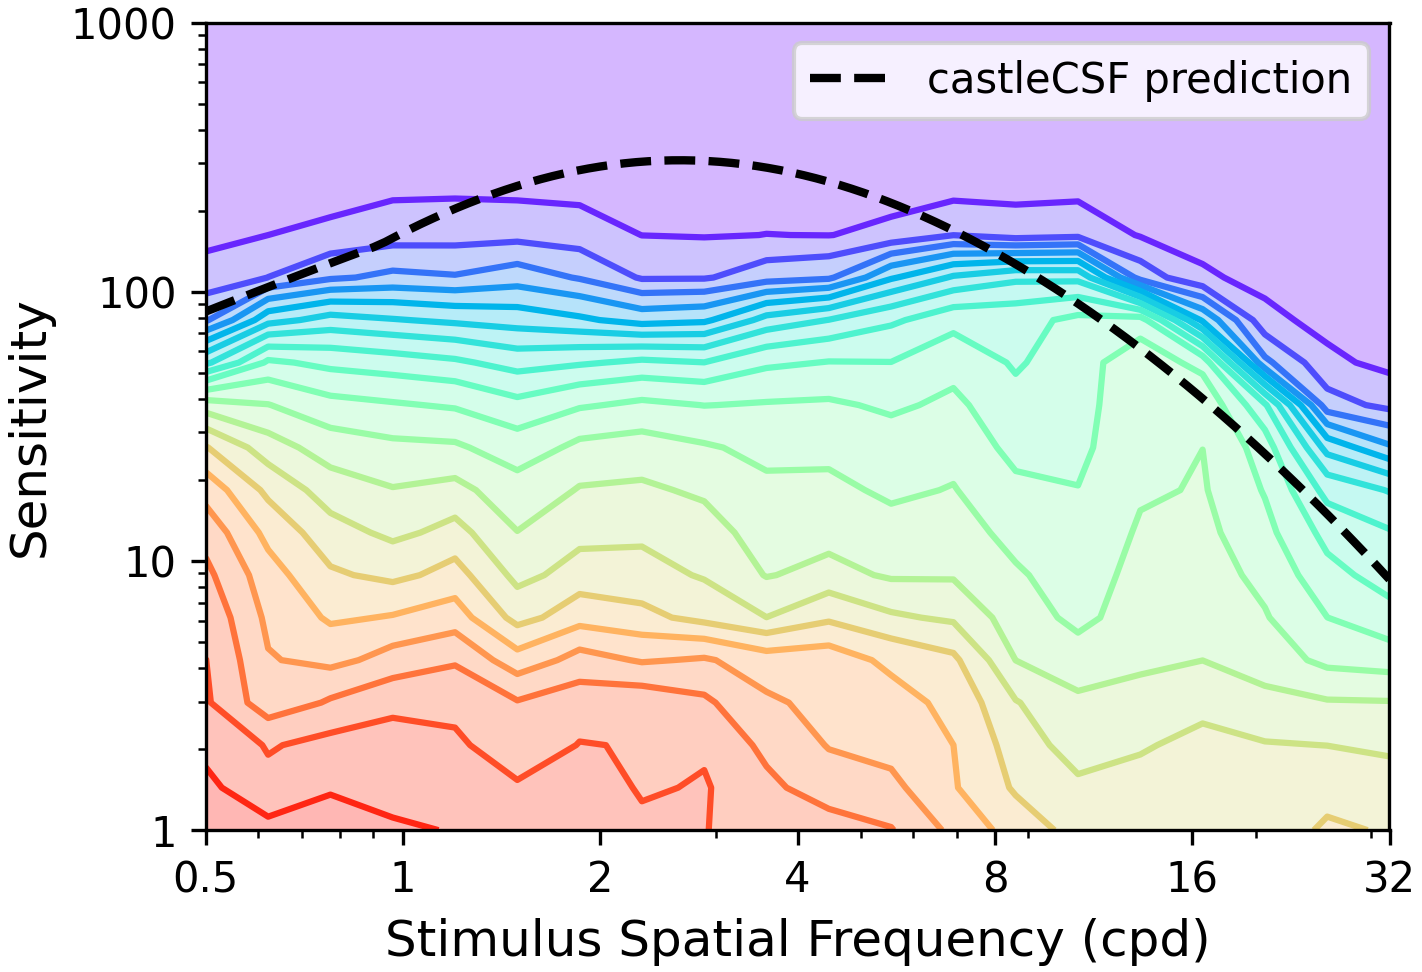 1000
castleCSF prediction
100
Sensitivity
10
1
0.5 1 2 4 8 16 32
Stimulus Spatial Frequency (cpd)